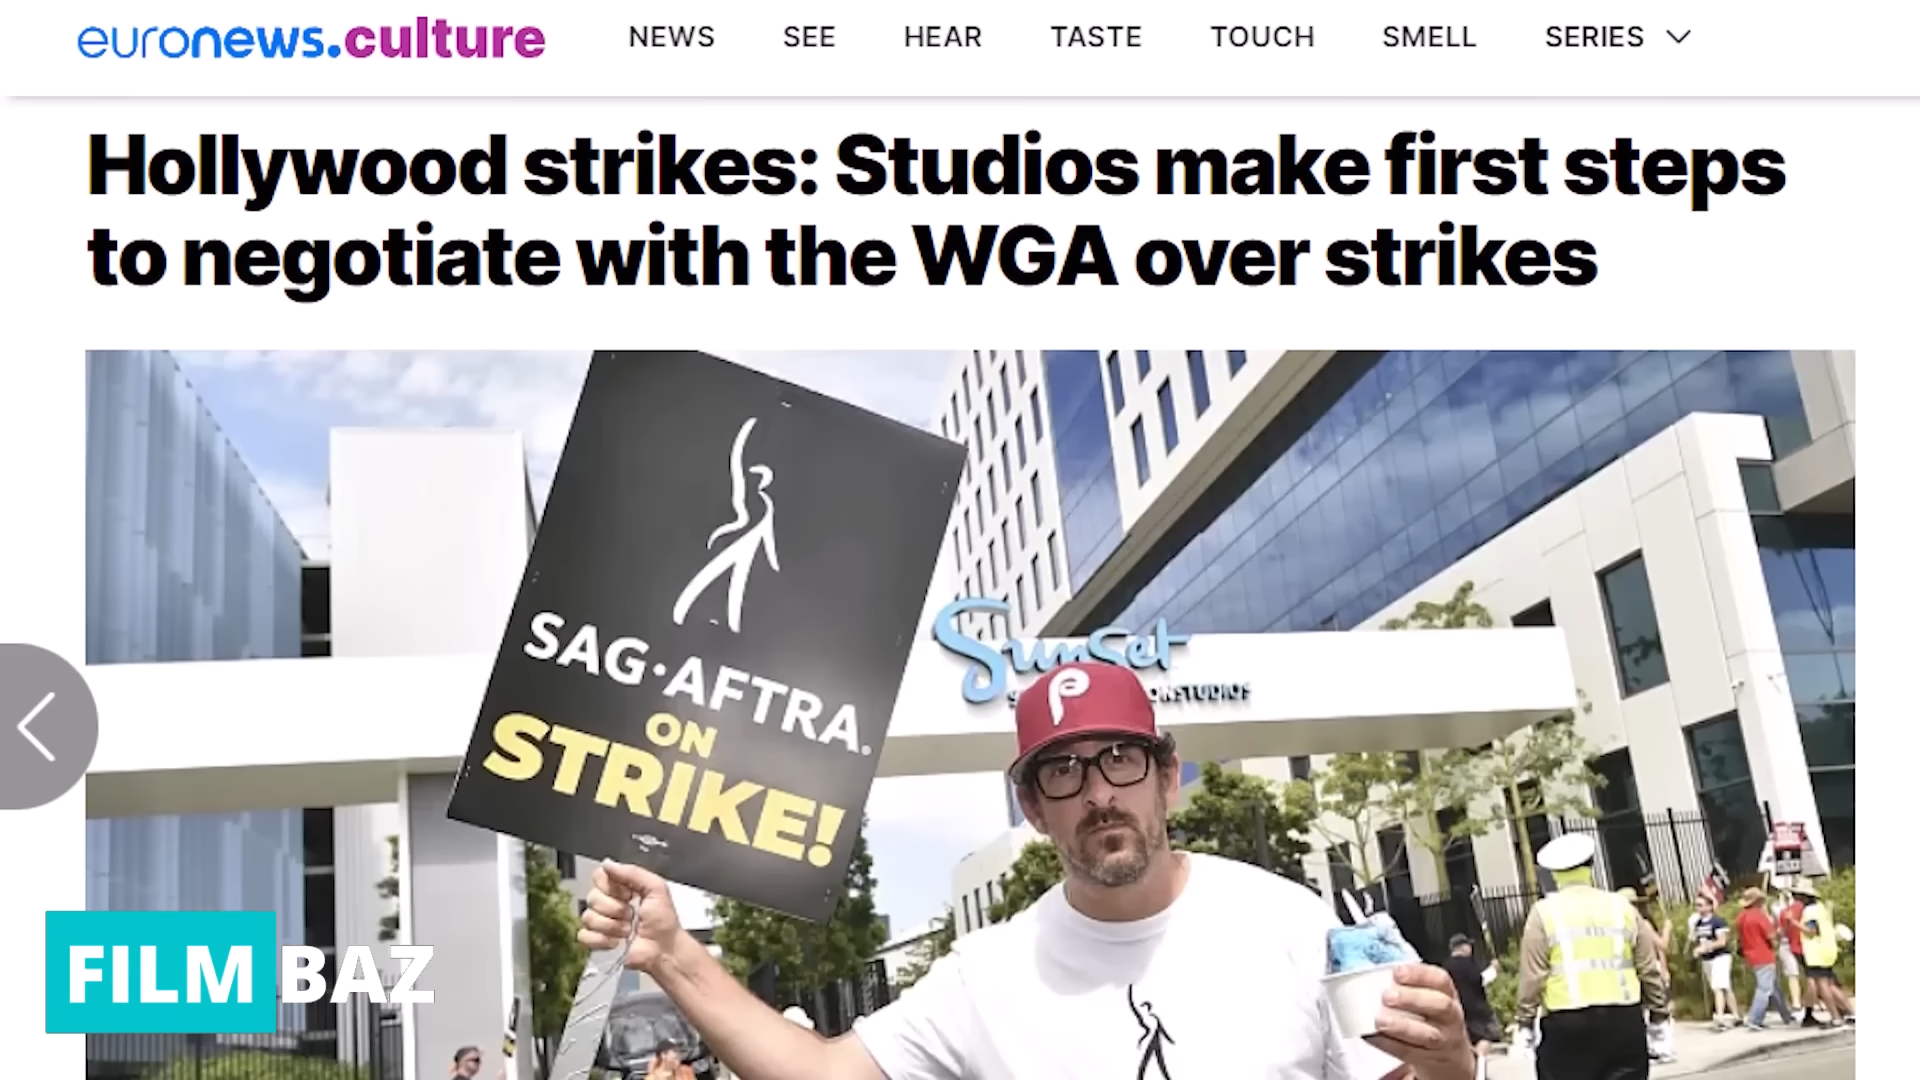 euronews.culture NEWS SEE HEAR TASTE TOUCH SMELL SERIES
Hollywood strikes: Studios make first steps
to negotiate with the WGA over strikes
SAG·AFTRA.
ON
STRIKE!
Sunset
P
FILM BAZ